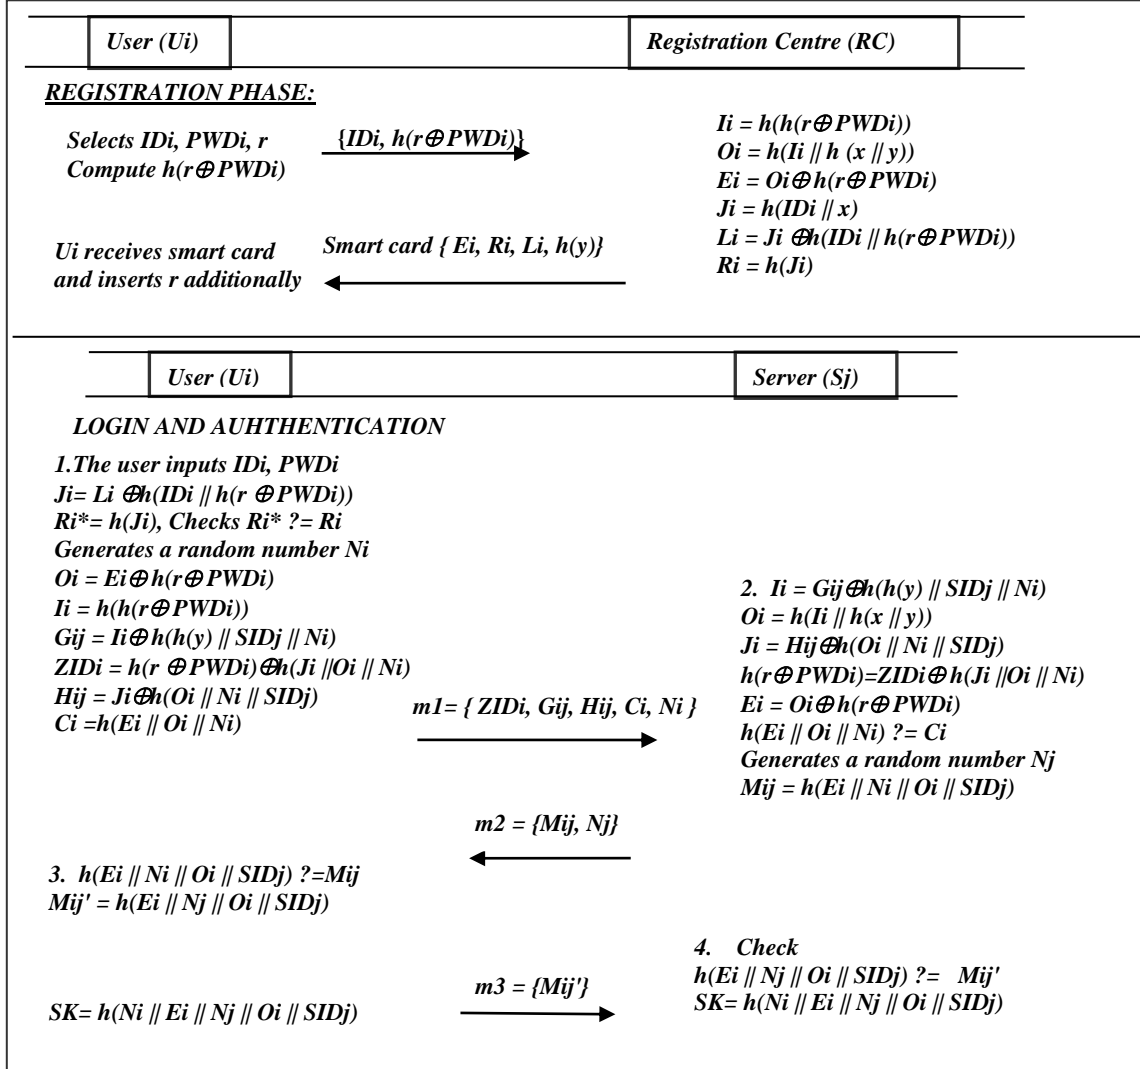 User (Ui)
Registration Centre (RC)
REGISTRATION PHASE:
Selects IDi, PWDi, r
Compute h(r⊕PWDi)
{IDi, h(r⊕PWDi)}
Ii = h(h(r⊕PWDi))
Oi = h(Ii || h (x || y))
Ei = Oi⊕h(r⊕PWDi)
Ji = h(IDi || x)
Li = Ji ⊕h(IDi || h(r⊕PWDi))
Ri = h(Ji)
Ui receives smart card
and inserts r additionally
Smart card { Ei, Ri, Li, h(y)}
User (Ui)
Server (Sj)
LOGIN AND AUHTHENTICATION
1.The user inputs IDi, PWDi
Ji= Li ⊕h(IDi || h(r ⊕PWDi))
Ri*= h(Ji), Checks Ri* ?= Ri
Generates a random number Ni
Oi = Ei⊕h(r⊕PWDi)
Ii = h(h(r⊕PWDi))
Gij = Ii⊕h(h(y) || SIDj || Ni)
ZIDi = h(r ⊕PWDi)⊕h(Ji ||Oi || Ni)
Hij = Ji⊕h(Oi || Ni || SIDj)
Ci =h(Ei || Oi || Ni)
m1= { ZIDi, Gij, Hij, Ci, Ni }
2. Ii = Gij⊕h(h(y) || SIDj || Ni)
Oi = h(Ii || h(x || y))
Ji = Hij⊕h(Oi || Ni || SIDj)
h(r⊕PWDi)=ZIDi⊕h(Ji ||Oi || Ni)
Ei = Oi⊕h(r⊕PWDi)
h(Ei || Oi || Ni) ?= Ci
Generates a random number Nj
Mij = h(Ei || Ni || Oi || SIDj)
m2 = {Mij, Nj}
3. h(Ei || Ni || Oi || SIDj) ?=Mij
Mij' = h(Ei || Nj || Oi || SIDj)
m3 = {Mij'}
SK= h(Ni || Ei || Nj || Oi || SIDj)
4. Check
h(Ei || Nj || Oi || SIDj) ?= Mij'
SK= h(Ni || Ei || Nj || Oi || SIDj)